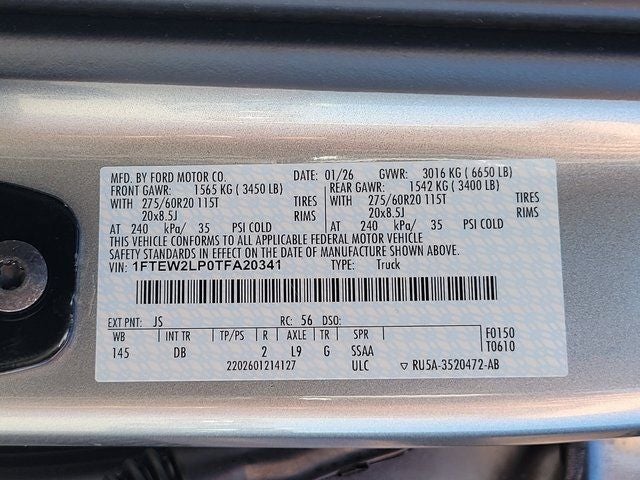 MFD. BY FORD MOTOR CO. DATE: 01/26 GVWR: 3016 KG ( 6650 LB)
FRONT GAWR: 1565 KG ( 3450 LB) REAR GAWR: 1542 KG ( 3400 LB)
WITH 275/60R20 115T TIRES WITH 275/60R20 115T TIRES
20x8.5J RIMS 20x8.5J RIMS
AT 240 kPa/ 35 PSI COLD AT 240 kPa/ 35 PSI COLD
THIS VEHICLE CONFORMS TO ALL APPLICABLE FEDERAL MOTOR VEHICLE
SAFETY STANDARDS IN EFFECT ON THE DATE OF MANUFACTURE SHOWN ABOVE.
VIN: 1FTEW2LP0TFA20341 TYPE: Truck
EXT PNT: JS RC: 56 DSO:
WB INT TR TP/PS R AXLE TR SPR F0150
145 DB 2 L9 G SSAA T0610
2202601214127 ULC ▽ RU5A-3520472-AB